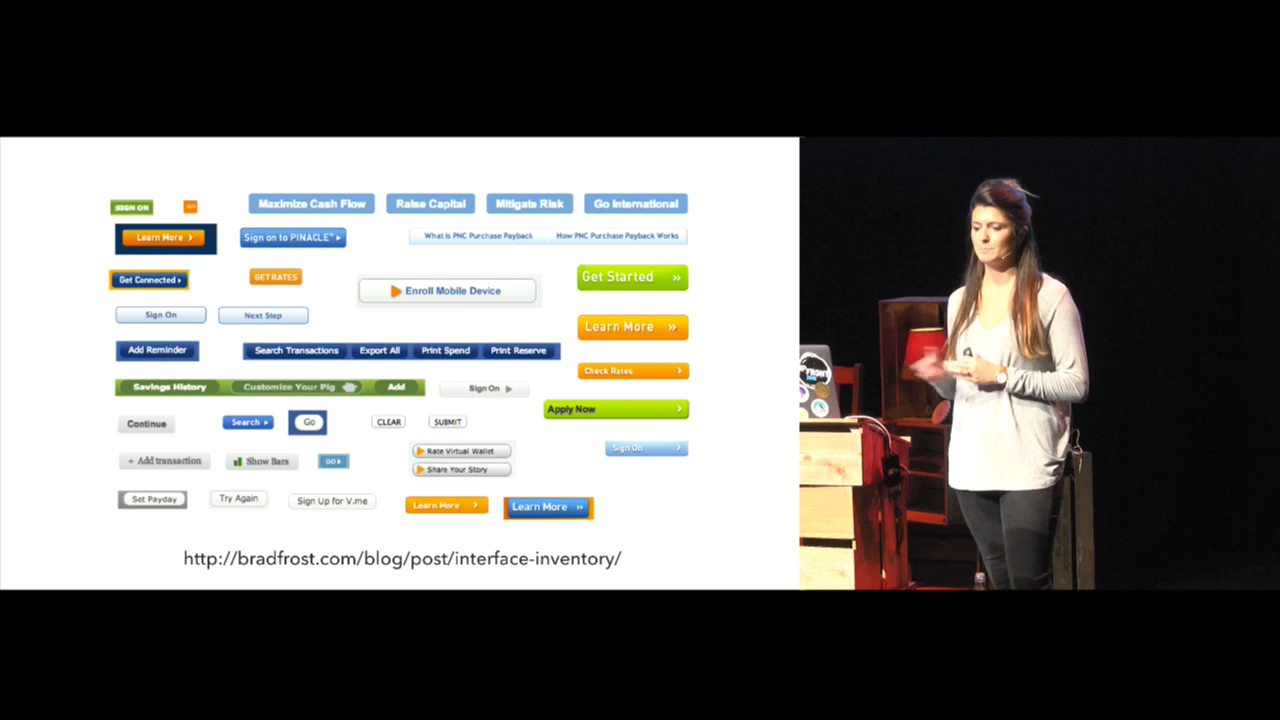 SIGN ON
GO
Maximize Cash Flow
Raise Capital
Mitigate Risk
Go International
Learn More
Sign on to PINACLE®
What is PNC Purchase Payback
How PNC Purchase Payback Works
Get Connected
GET RATES
Enroll Mobile Device
Get Started
Sign On
Next Step
Learn More
Add Reminder
Search Transactions
Export All
Print Spend
Print Reserve
Check Rates
Savings History
Customize Your Pig
Add
Sign On
Apply Now
Continue
Search
Go
CLEAR
SUBMIT
Sign On
+ Add transaction
Show Bars
GO
Rate Virtual Wallet
Share Your Story
Set Payday
Try Again
Sign Up for V.me
Learn More
Learn More
http://bradfrost.com/blog/post/interface-inventory/
FRONT